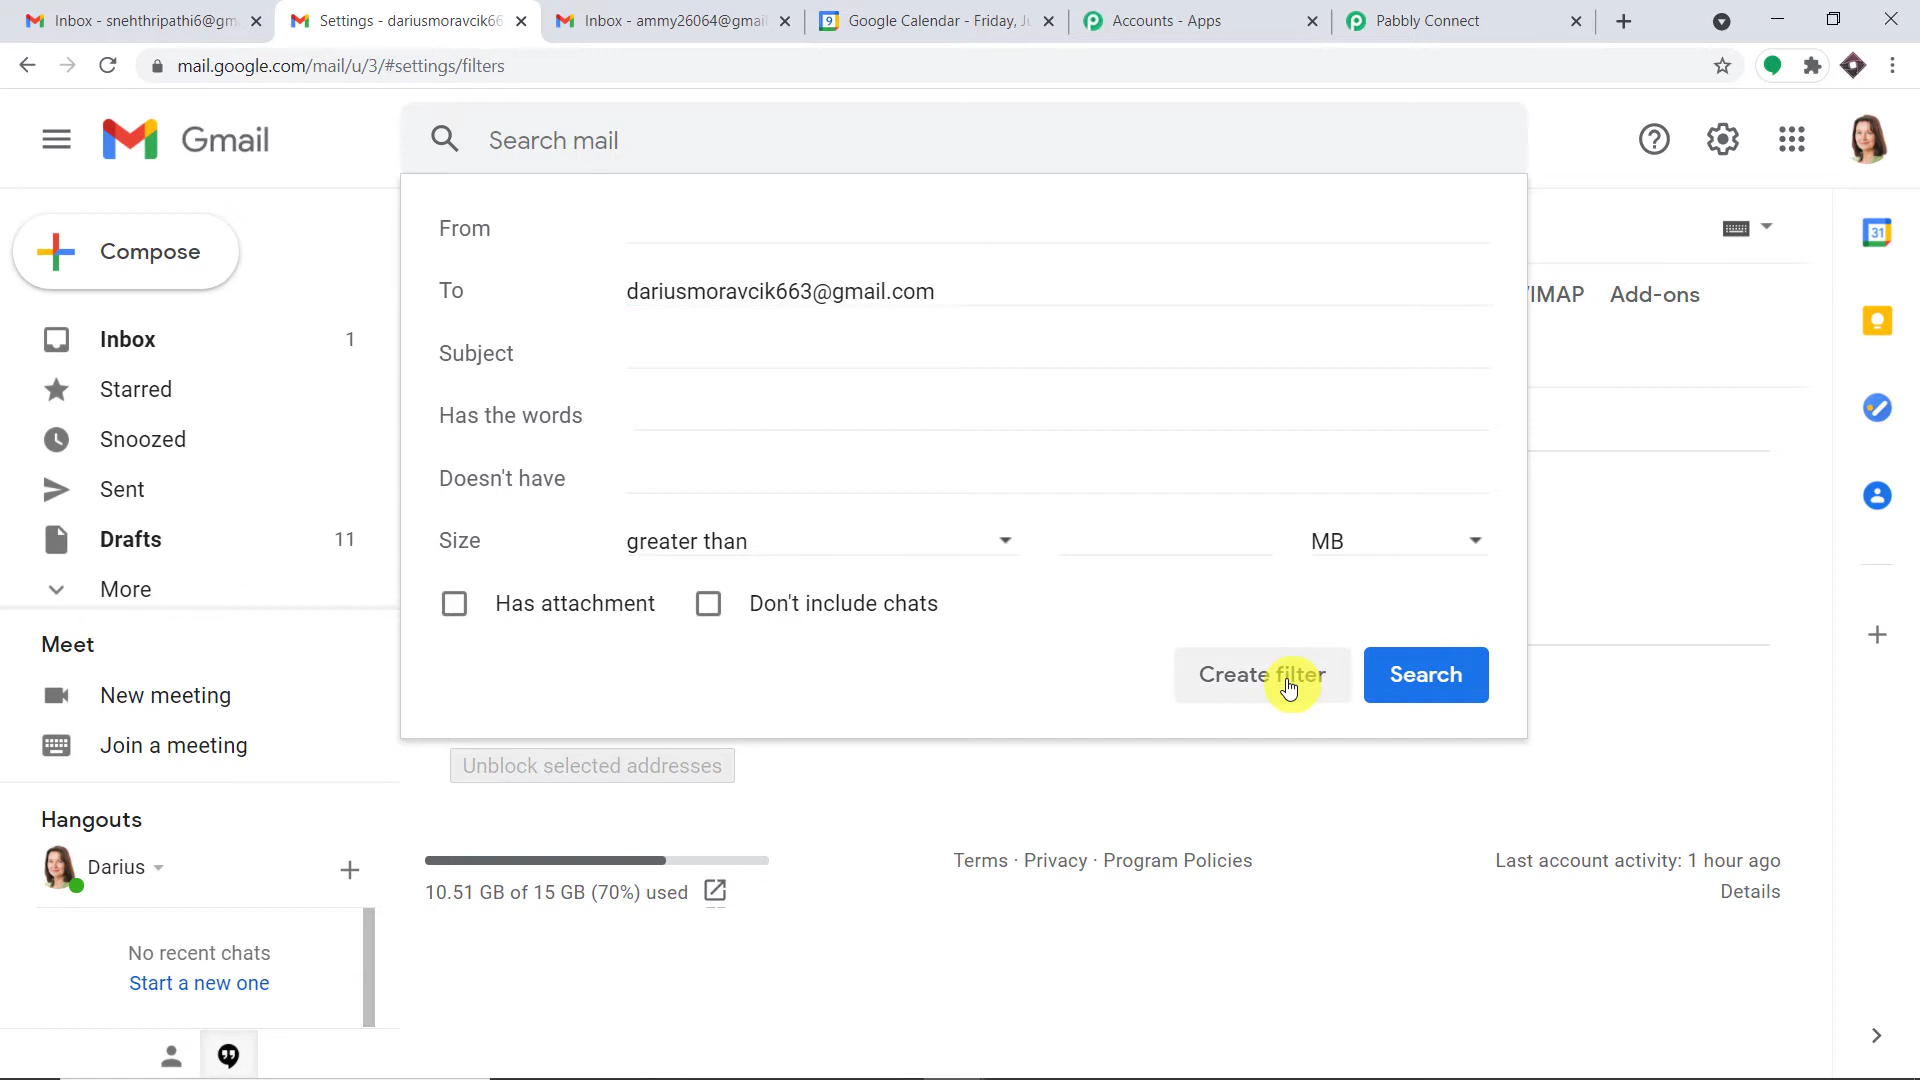 Inbox - snehthripathi6@gm
Settings - dariusmoravcik66
Inbox - ammy26064@gmail
Google Calendar - Friday, Ju
Accounts - Apps
Pabbly Connect
mail.google.com/mail/u/3/#settings/filters
Gmail
Search mail
Compose
Inbox 1
Starred
Snoozed
Sent
Drafts 11
More
Meet
New meeting
Join a meeting
Hangouts
Darius
No recent chats
Start a new one
From
To dariusmoravcik663@gmail.com
Subject
Has the words
Doesn't have
Size greater than MB
Has attachment Don't include chats
Create filter Search
/IMAP Add-ons
31
Unblock selected addresses
10.51 GB of 15 GB (70%) used
Terms · Privacy · Program Policies
Last account activity: 1 hour ago
Details